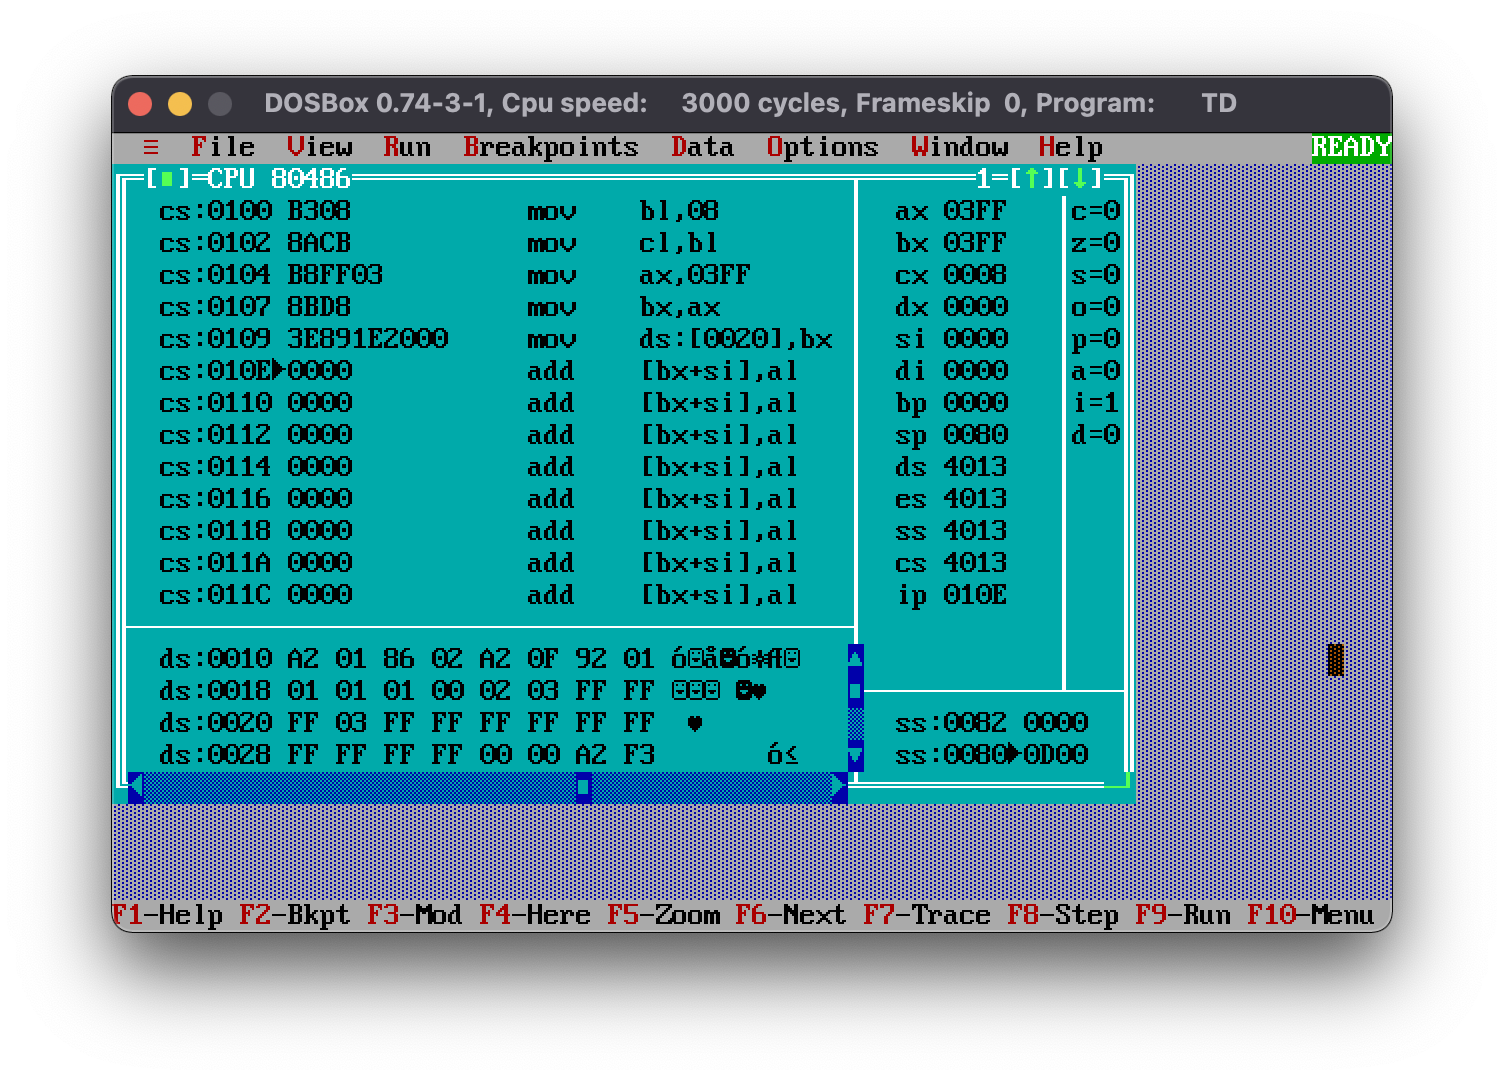 DOSBox 0.74-3-1, Cpu speed: 3000 cycles, Frameskip 0, Program: TD
≡ File View Run Breakpoints Data Options Window Help READY
[■]=CPU 80486 1=[↑][↓]
cs:0100 B308 mov bl,08 ax 03FF c=0
cs:0102 8ACB mov cl,bl bx 03FF z=0
cs:0104 B8FF03 mov ax,03FF cx 0008 s=0
cs:0107 8BD8 mov bx,ax dx 0000 o=0
cs:0109 3E891E2000 mov ds:[0020],bx si 0000 p=0
cs:010E►0000 add [bx+si],al di 0000 a=0
cs:0110 0000 add [bx+si],al bp 0000 i=1
cs:0112 0000 add [bx+si],al sp 0080 d=0
cs:0114 0000 add [bx+si],al ds 4013
cs:0116 0000 add [bx+si],al es 4013
cs:0118 0000 add [bx+si],al ss 4013
cs:011A 0000 add [bx+si],al cs 4013
cs:011C 0000 add [bx+si],al ip 010E
ds:0010 A2 01 86 02 A2 0F 92 01 ó☺å☻ó☼Æ☺
ds:0018 01 01 01 00 02 03 FF FF ☺☺☺ ☻♥
ds:0020 FF 03 FF FF FF FF FF FF ♥ ss:0082 0000
ds:0028 FF FF FF FF 00 00 A2 F3 ó≤ ss:0080►0D00
F1-Help F2-Bkpt F3-Mod F4-Here F5-Zoom F6-Next F7-Trace F8-Step F9-Run F10-Menu